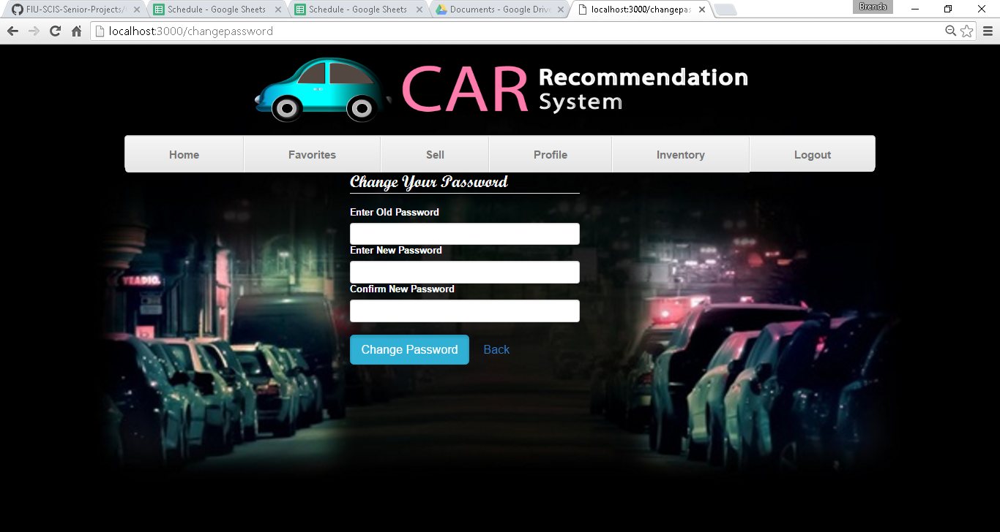 FIU-SCIS-Senior-Projects/
Schedule - Google Sheets
Schedule - Google Sheets
Documents - Google Drive
localhost:3000/changepas
Brenda
localhost:3000/changepassword
CAR Recommendation
System
Home Favorites Sell Profile Inventory Logout
Change Your Password
Enter Old Password
Enter New Password
Confirm New Password
Change Password Back